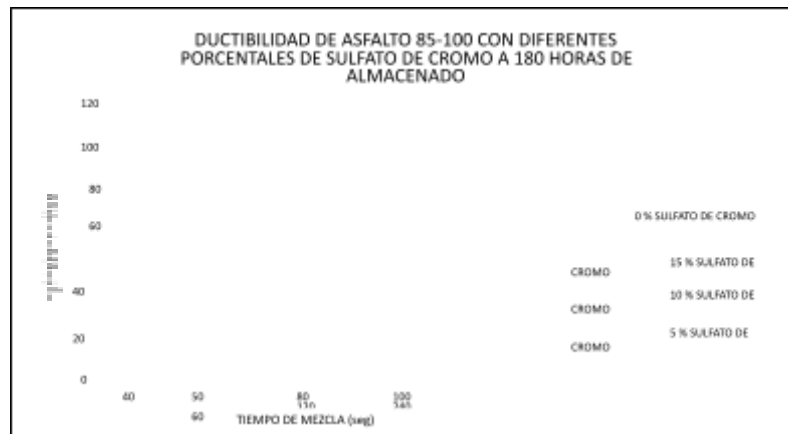 DUCTIBILIDAD DE ASFALTO 85-100 CON DIFERENTES
PORCENTALES DE SULFATO DE CROMO A 180 HORAS DE
ALMACENADO
120
100
80
60
40
20
0
0 % SULFATO DE CROMO
15 % SULFATO DE
CROMO
10 % SULFATO DE
CROMO
5 % SULFATO DE
CROMO
40 50 80 100
60 TIEMPO DE MEZCLA (seg)